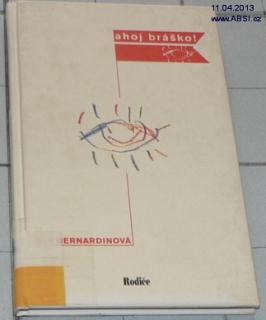 11.04.2013
www.ABSI.cz
ahoj bráško!
ERNARDINOVÁ
Rodiče